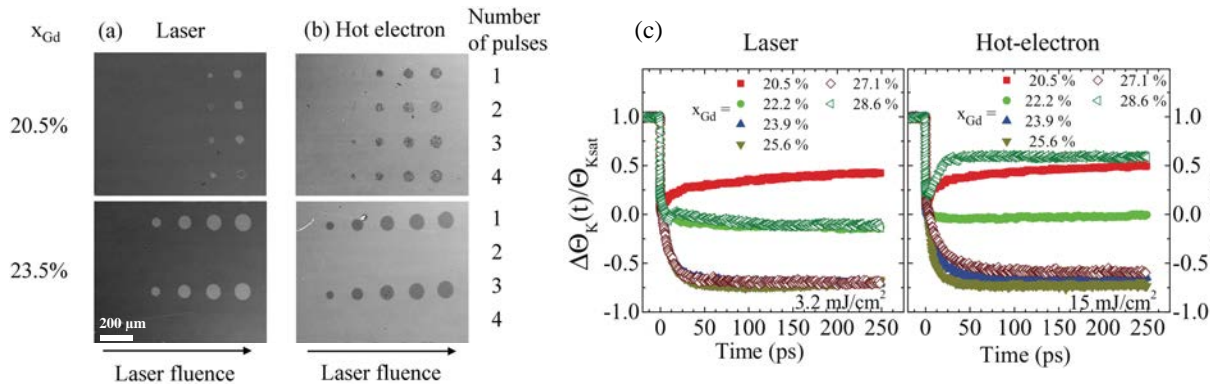 x_Gd
(a)
Laser
(b) Hot electron
Number
of pulses
20.5%
1
2
3
4
23.5%
1
2
3
4
200 μm
Laser fluence
Laser fluence
(c)
Laser
Hot-electron
ΔΘ_K(t)/Θ_Ksat
1.0
0.5
0.0
-0.5
-1.0
x_Gd =
20.5 %
27.1 %
22.2 %
28.6 %
23.9 %
25.6 %
3.2 mJ/cm²
0 50 100 150 200 250
Time (ps)
x_Gd =
20.5 %
27.1 %
22.2 %
28.6 %
23.9 %
25.6 %
15 mJ/cm²
0 50 100 150 200 250
Time (ps)
1.0
0.5
0.0
-0.5
-1.0